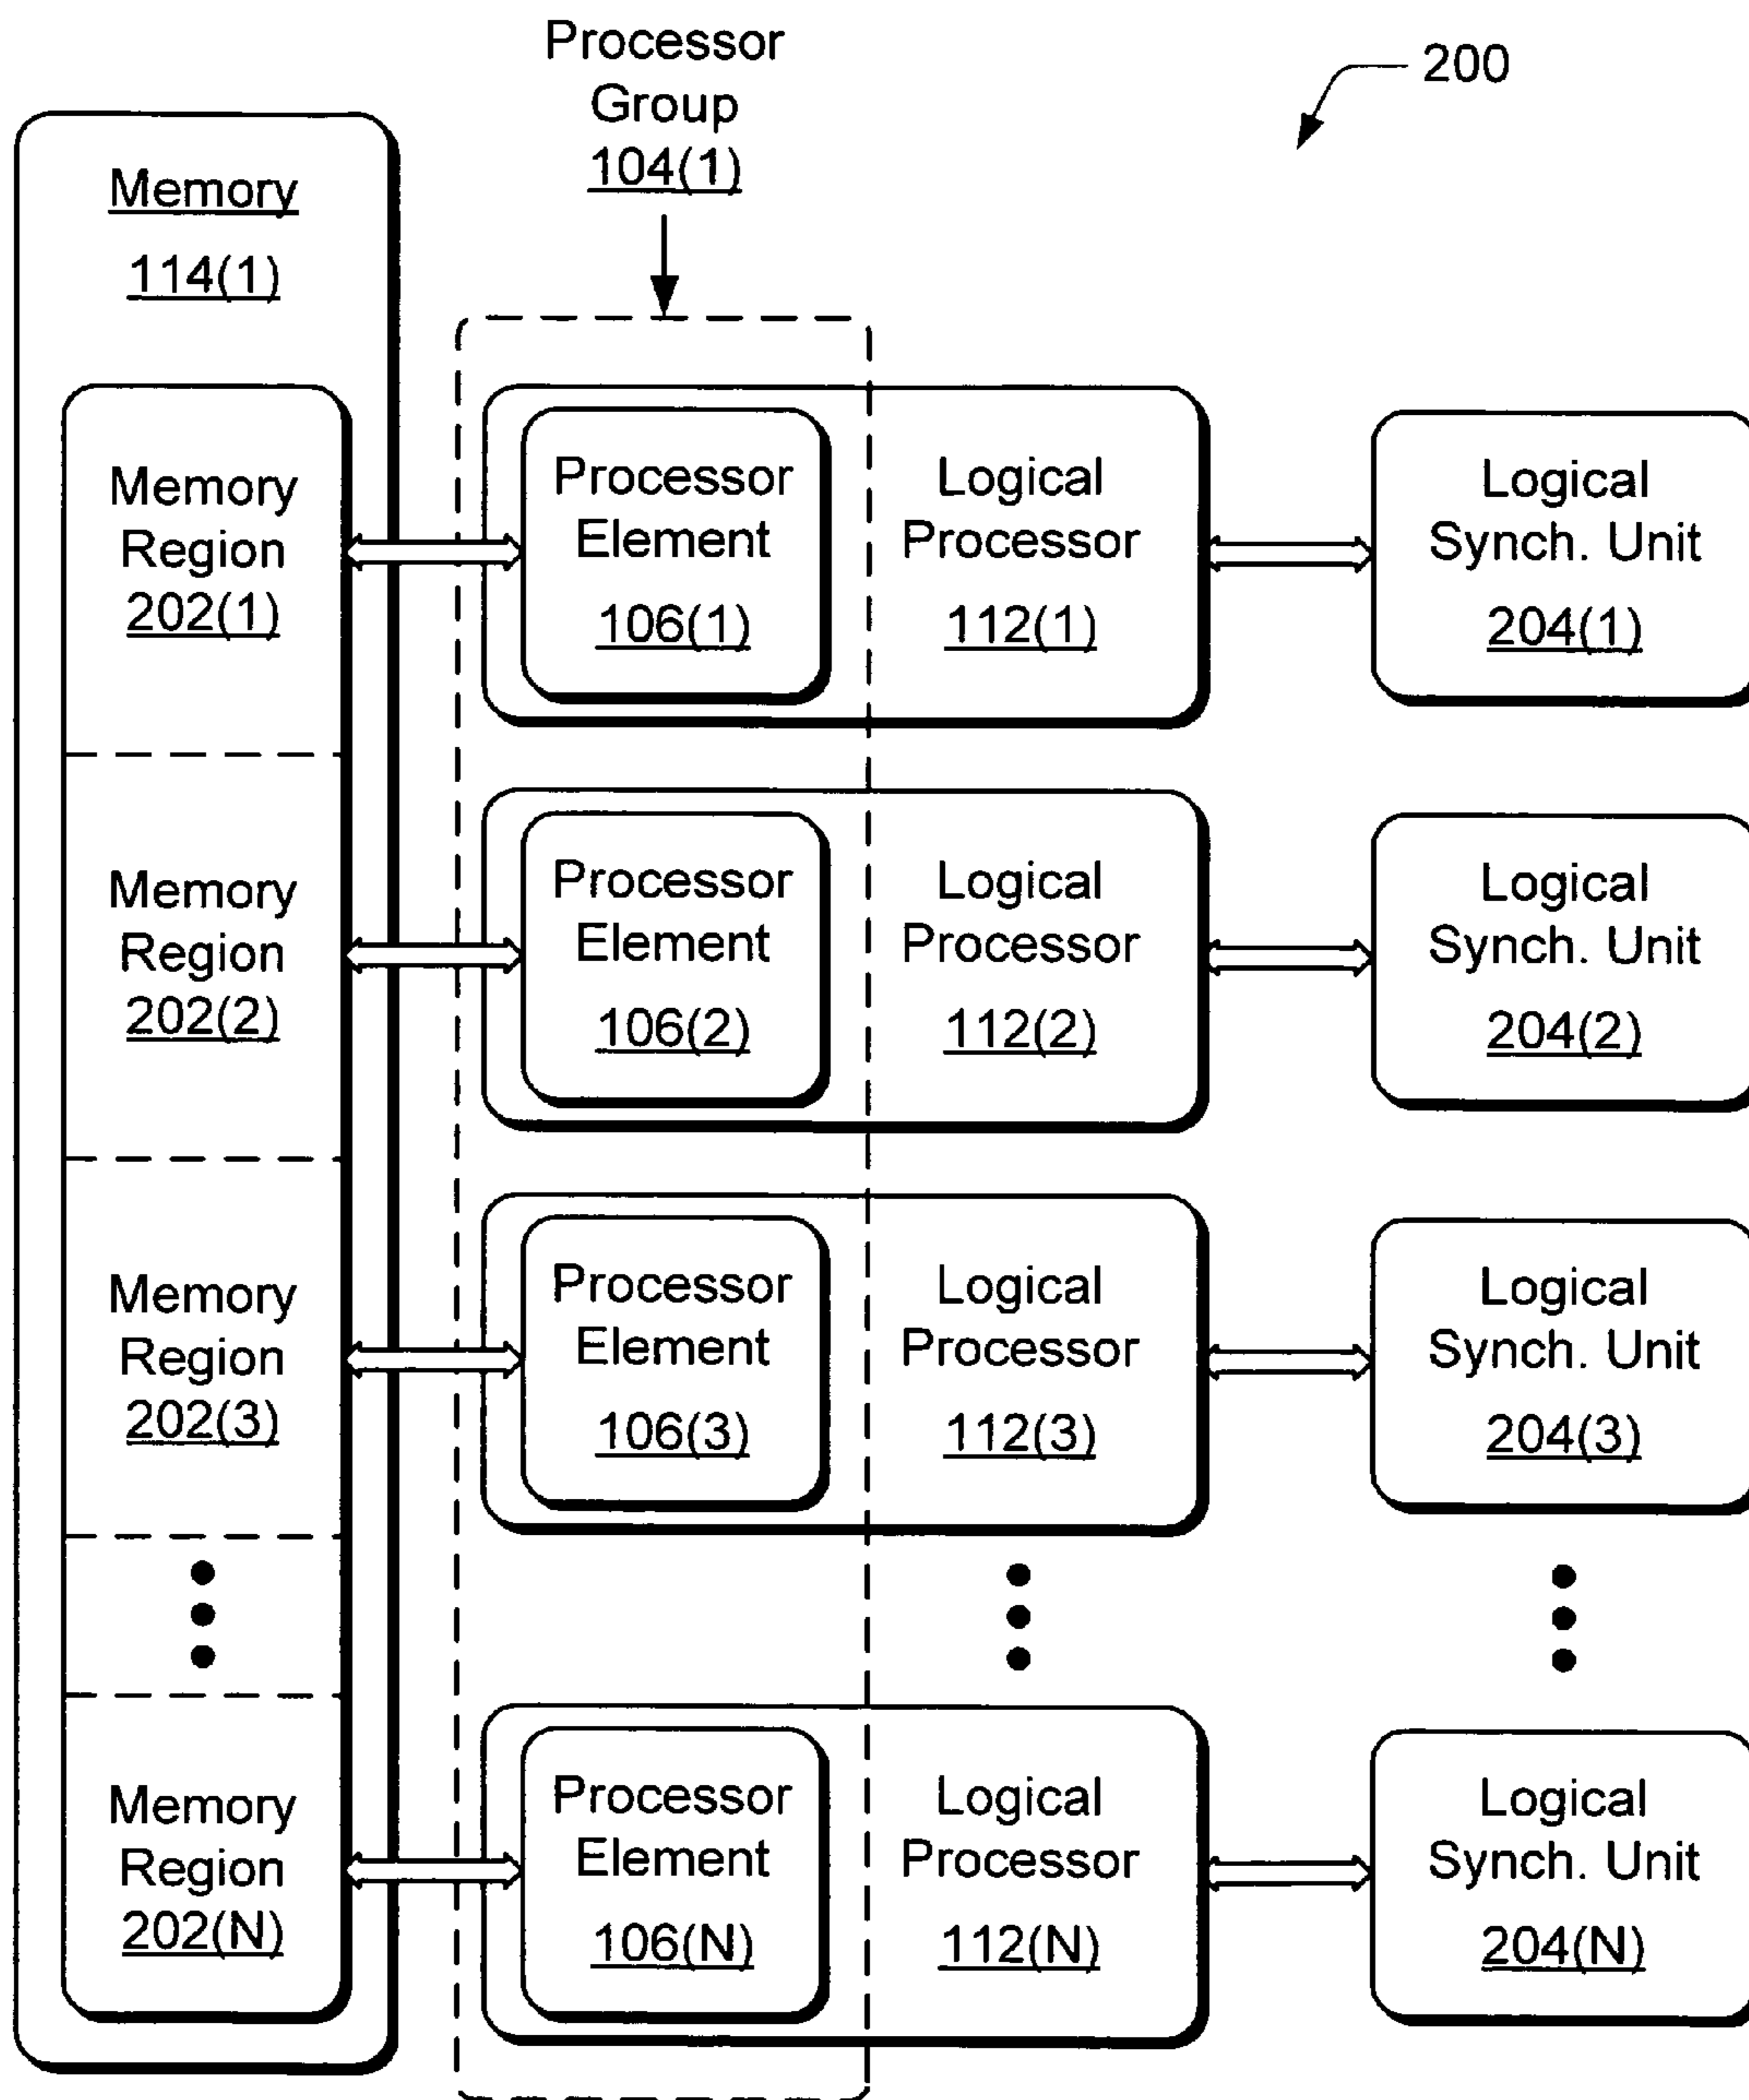 Processor
Group
104(1)
200
Memory
114(1)
Memory
Region
202(1)
Processor
Element
106(1)
Logical
Processor
112(1)
Logical
Synch. Unit
204(1)
Memory
Region
202(2)
Processor
Element
106(2)
Logical
Processor
112(2)
Logical
Synch. Unit
204(2)
Memory
Region
202(3)
Processor
Element
106(3)
Logical
Processor
112(3)
Logical
Synch. Unit
204(3)
Memory
Region
202(N)
Processor
Element
106(N)
Logical
Processor
112(N)
Logical
Synch. Unit
204(N)